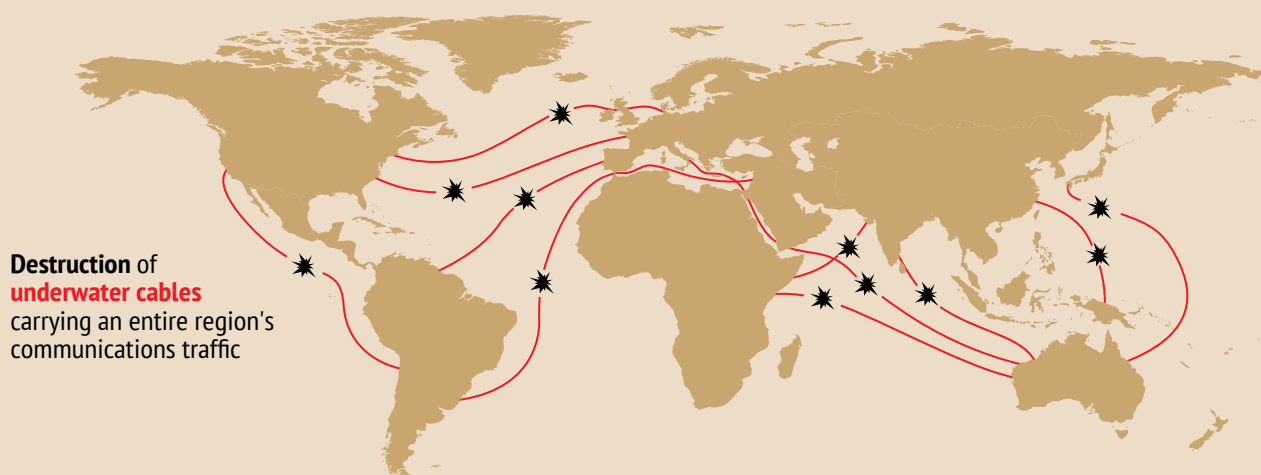 Destruction of
underwater cables
carrying an entire region's
communications traffic